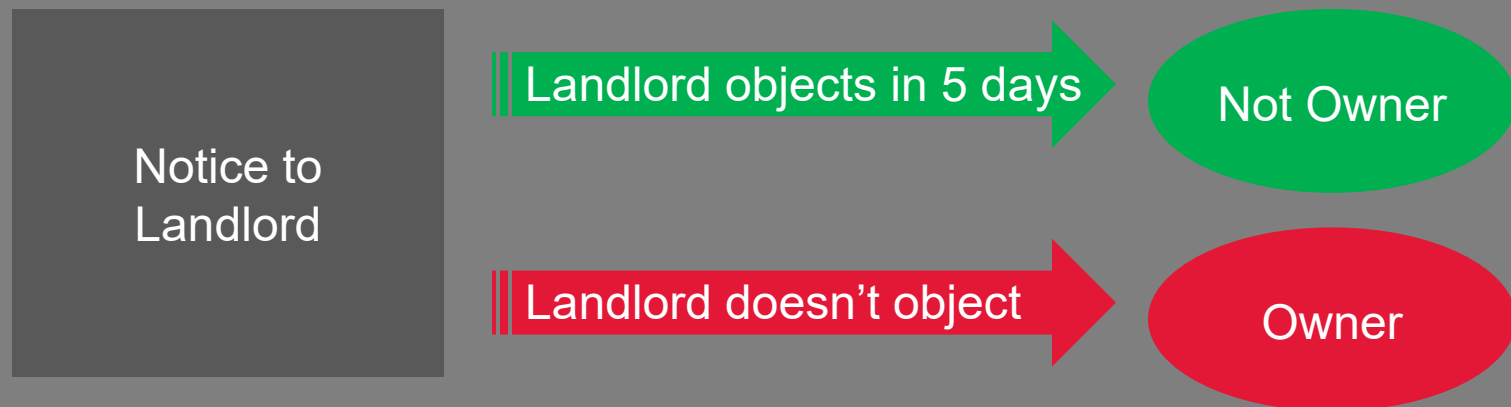 Notice to
Landlord
Landlord objects in 5 days
Not Owner
Landlord doesn’t object
Owner